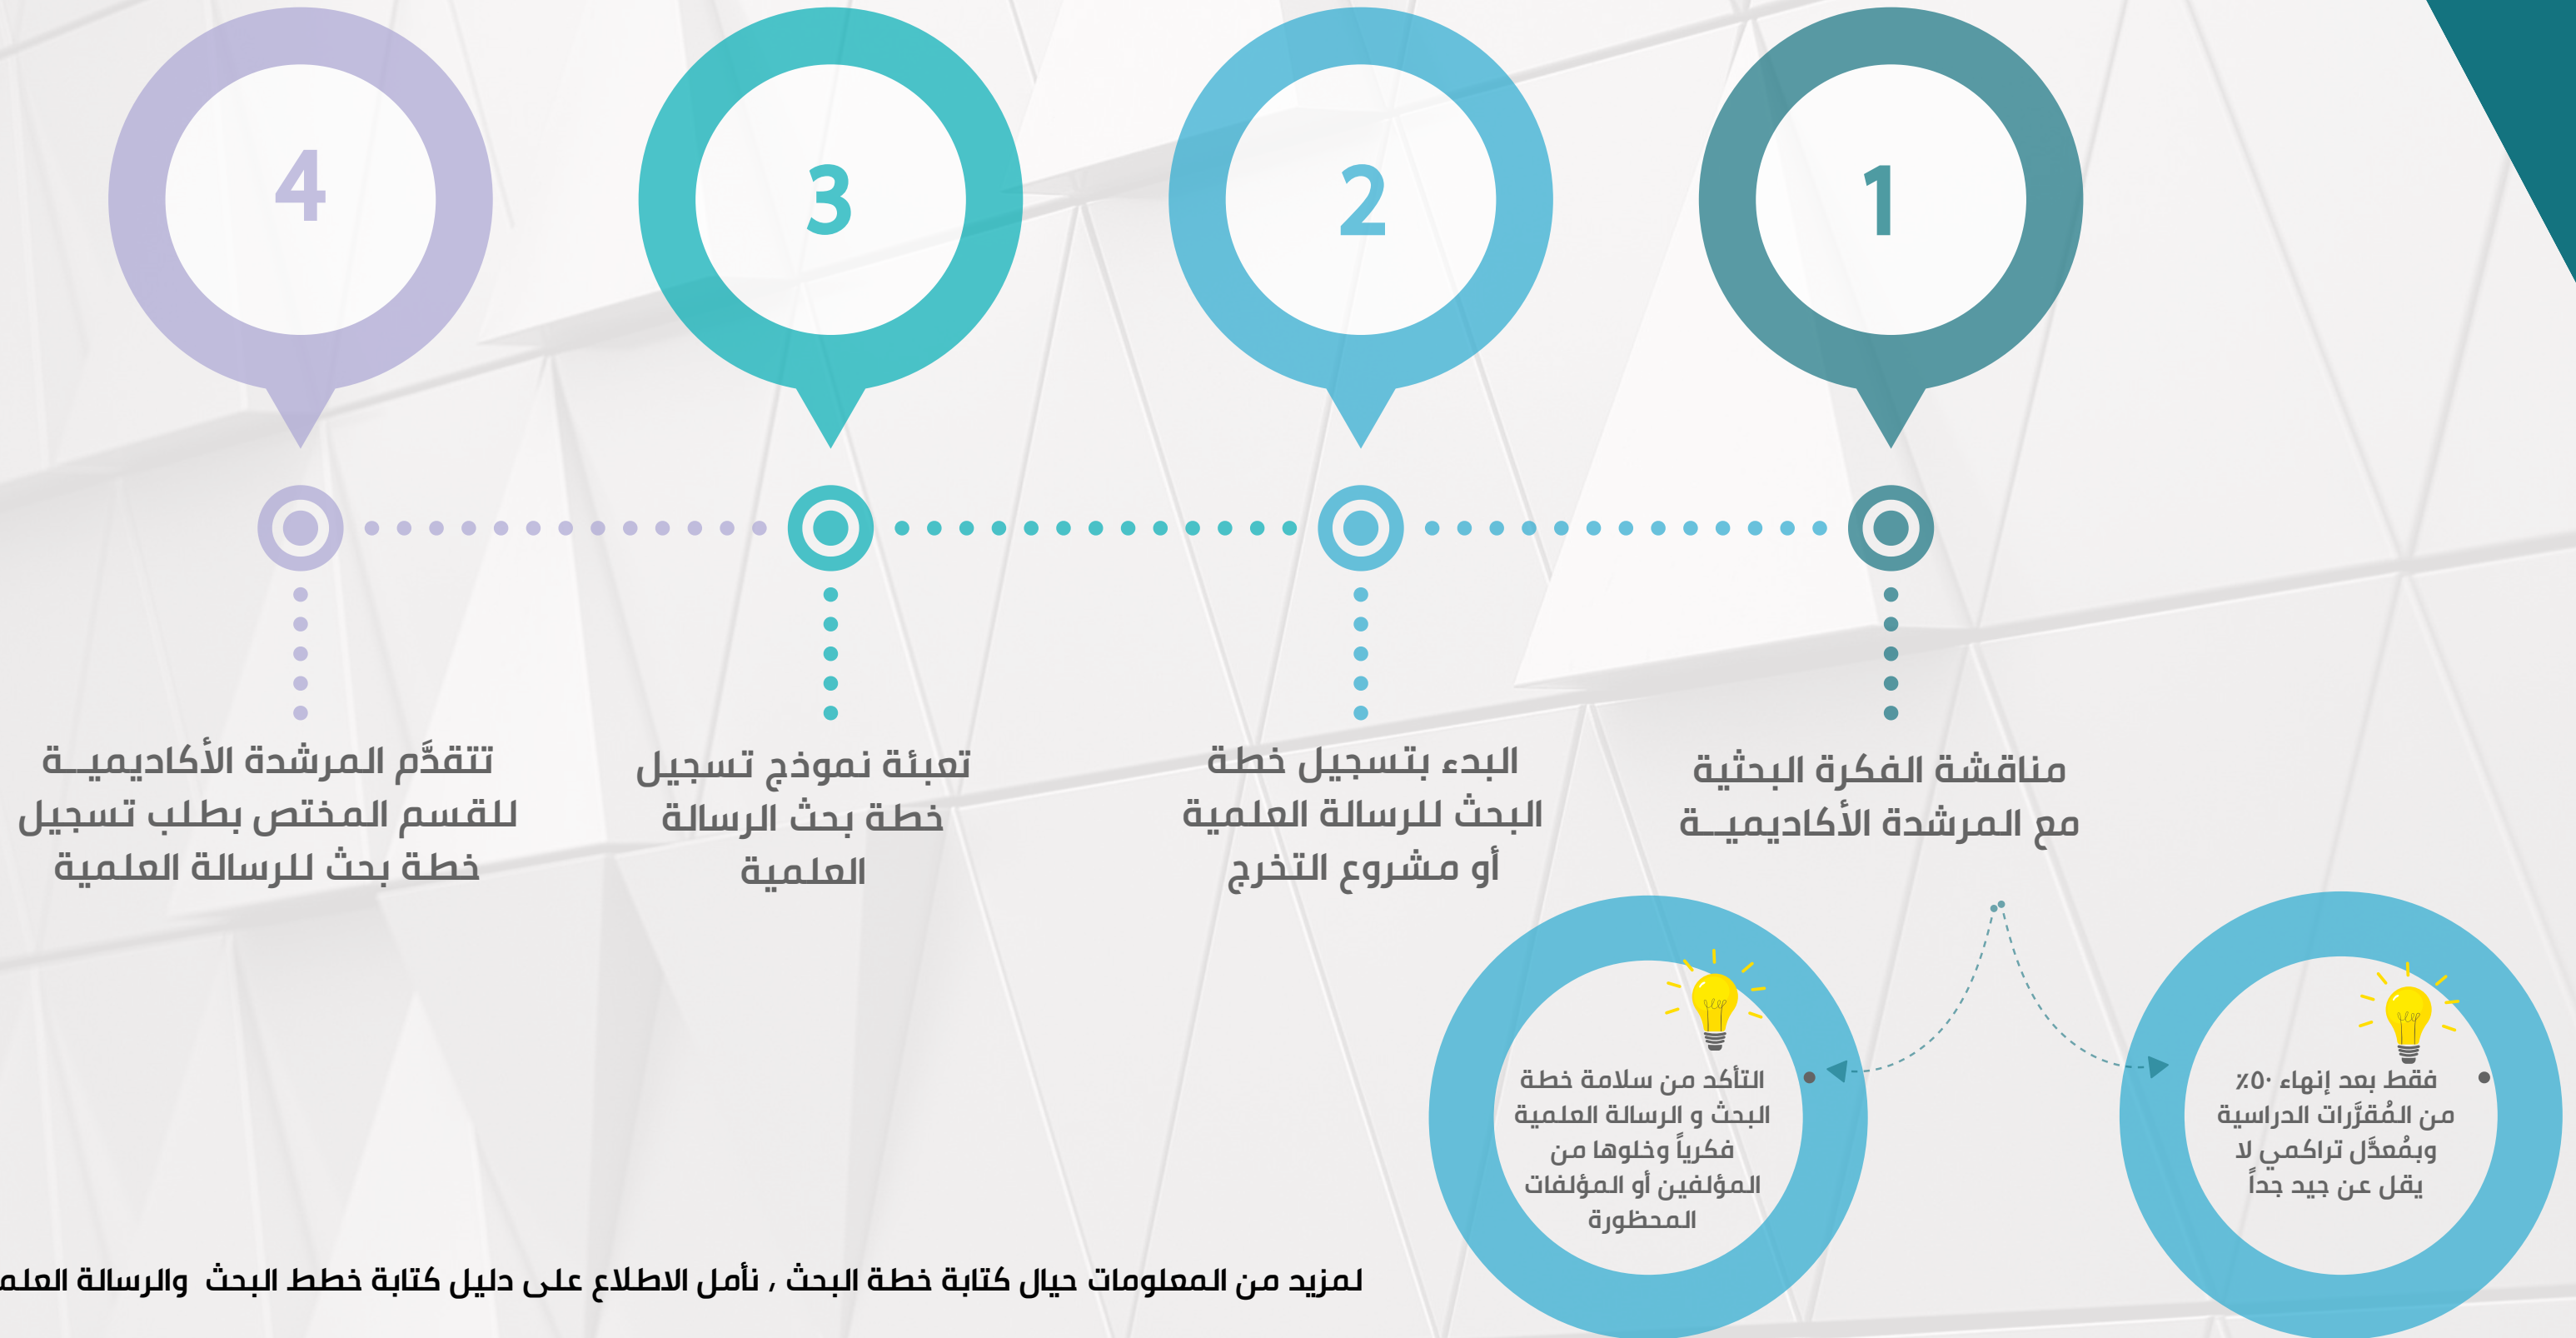 1
2
3
4
مناقشة الفكرة البحثية
مع المرشدة الأكاديميــة
البدء بتسجيل خطة
البحث للرسالة العلمية
أو مشروع التخرج
تعبئة نموذج تسجيل
خطة بحث الرسالة
العلمية
تتقدَّم المرشدة الأكاديميــة
للقسم المختص بطلب تسجيل
خطة بحث للرسالة العلمية
• فقط بعد إنهاء ٥٠٪
من المُقرَّرات الدراسية
وبمُعدَّل تراكمي لا
يقل عن جيد جداً
• التأكد من سلامة خطة
البحث و الرسالة العلمية
فكرياً وخلوها من
المؤلفين أو المؤلفات
المحظورة
لمزيد من المعلومات حيال كتابة خطة البحث , نأمل الاطلاع على دليل كتابة خطط البحث والرسالة